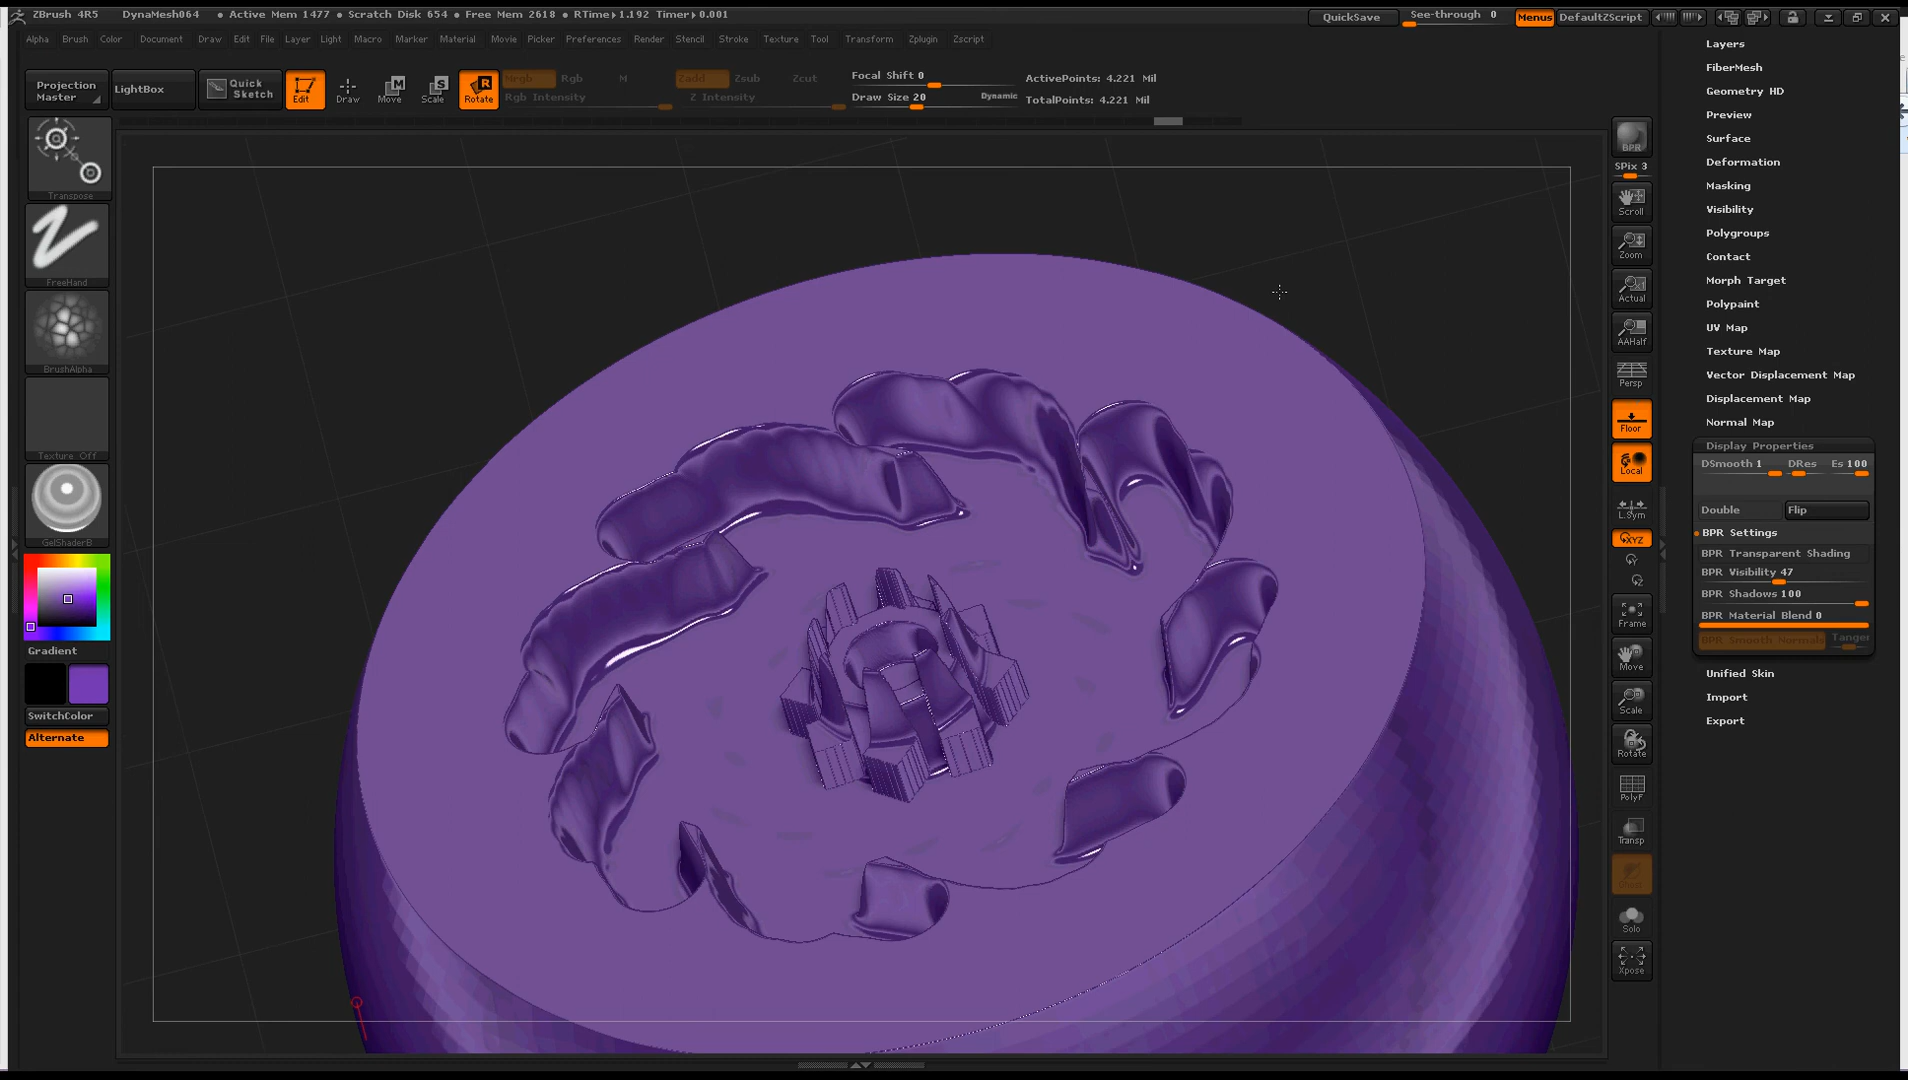 ZBrush 4R5 DynaMesh064 • Active Mem 1477 • Scratch Disk 654 • Free Mem 2618 • RTime▸1.192 Timer▸0.001
QuickSave See-through 0 Menus DefaultZScript
Alpha Brush Color Document Draw Edit File Layer Light Macro Marker Material Movie Picker Preferences Render Stencil Stroke Texture Tool Transform Zplugin Zscript
Projection Master
LightBox
Quick Sketch
Edit
Draw
Move
Scale
Rotate
Mrgb Rgb M
Rgb Intensity
Zadd Zsub Zcut
Z Intensity
Focal Shift 0
Draw Size 20 Dynamic
ActivePoints: 4.221 Mil
TotalPoints: 4.221 Mil
Transpose
FreeHand
BrushAlpha
Texture Off
GelShaderB
Gradient
SwitchColor
Alternate
BPR
SPix 3
Scroll
Zoom
Actual
AAHalf
Persp
Floor
Local
L.Sym
XYZ
Y
Z
Frame
Move
Scale
Rotate
PolyF
Transp
Ghost
Solo
Xpose
Layers
FiberMesh
Geometry HD
Preview
Surface
Deformation
Masking
Visibility
Polygroups
Contact
Morph Target
Polypaint
UV Map
Texture Map
Vector Displacement Map
Displacement Map
Normal Map
Display Properties
DSmooth 1 DRes Es 100
Double Flip
BPR Settings
BPR Transparent Shading
BPR Visibility 47
BPR Shadows 100
BPR Material Blend 0
BPR Smooth Normals Tanger
Unified Skin
Import
Export